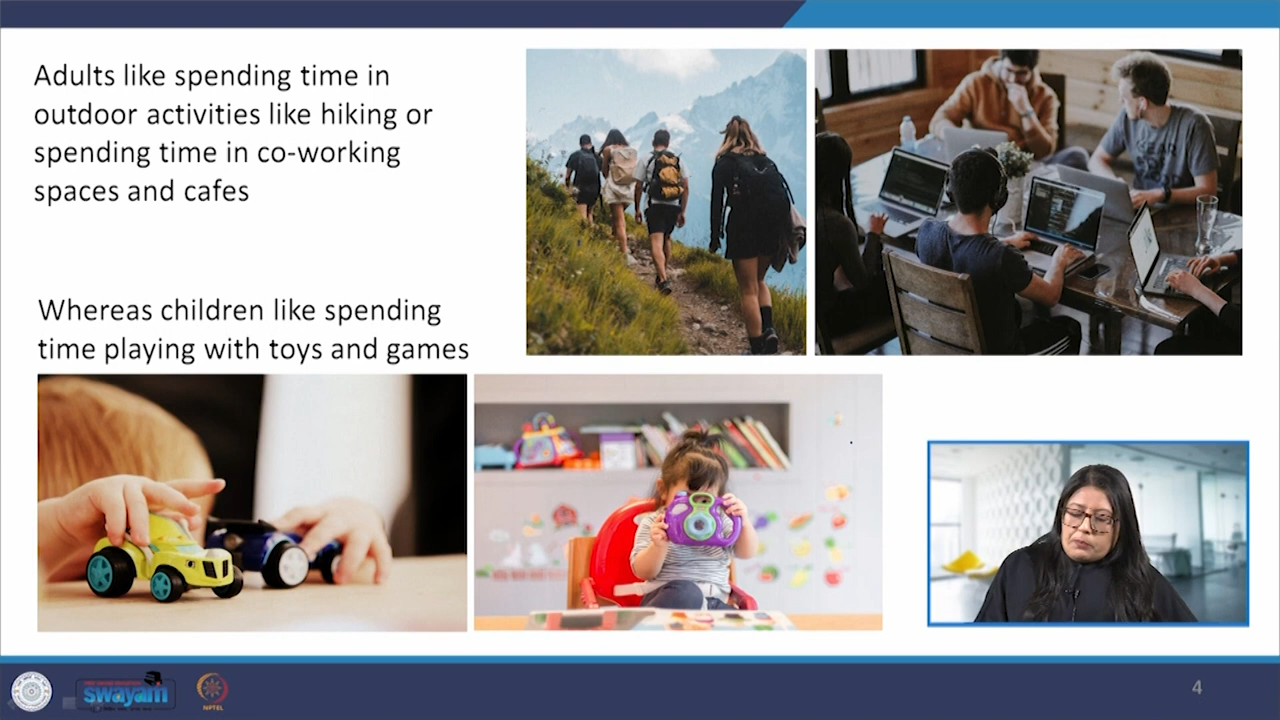 Adults like spending time in
outdoor activities like hiking or
spending time in co-working
spaces and cafes
Whereas children like spending
time playing with toys and games
swayam
NPTEL
4